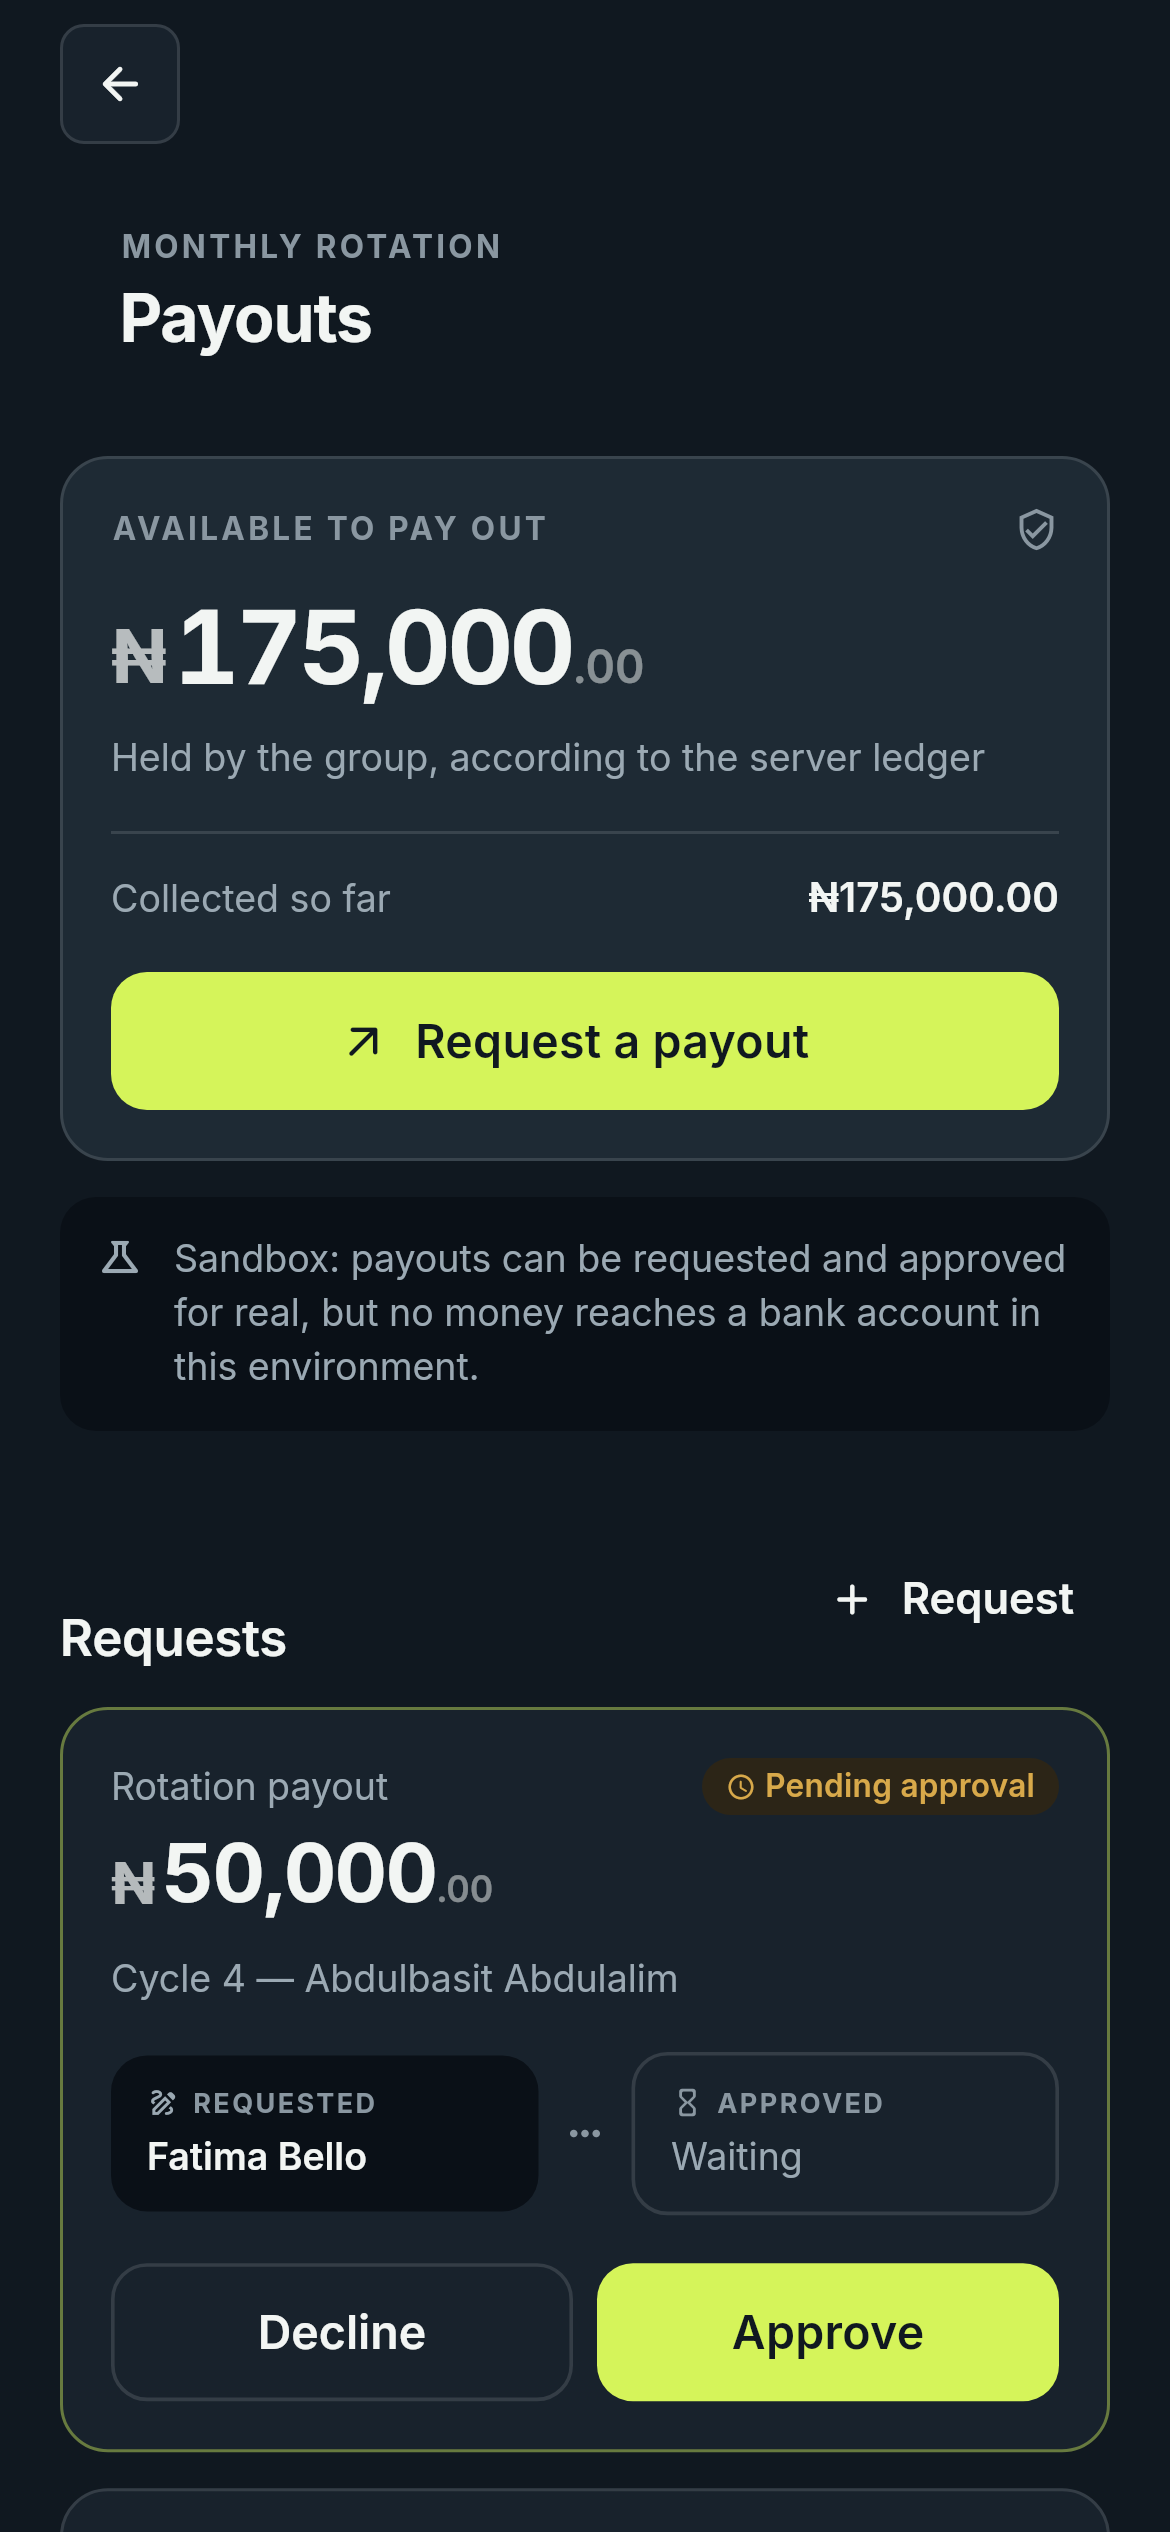 MONTHLY ROTATION
Payouts
AVAILABLE TO PAY OUT
₦175,000.00
Held by the group, according to the server ledger
Collected so far ₦175,000.00
Request a payout
Sandbox: payouts can be requested and approved
for real, but no money reaches a bank account in
this environment.
Request
Requests
Rotation payout
Pending approval
₦50,000.00
Cycle 4 — Abdulbasit Abdulalim
REQUESTED
Fatima Bello
APPROVED
Waiting
Decline
Approve